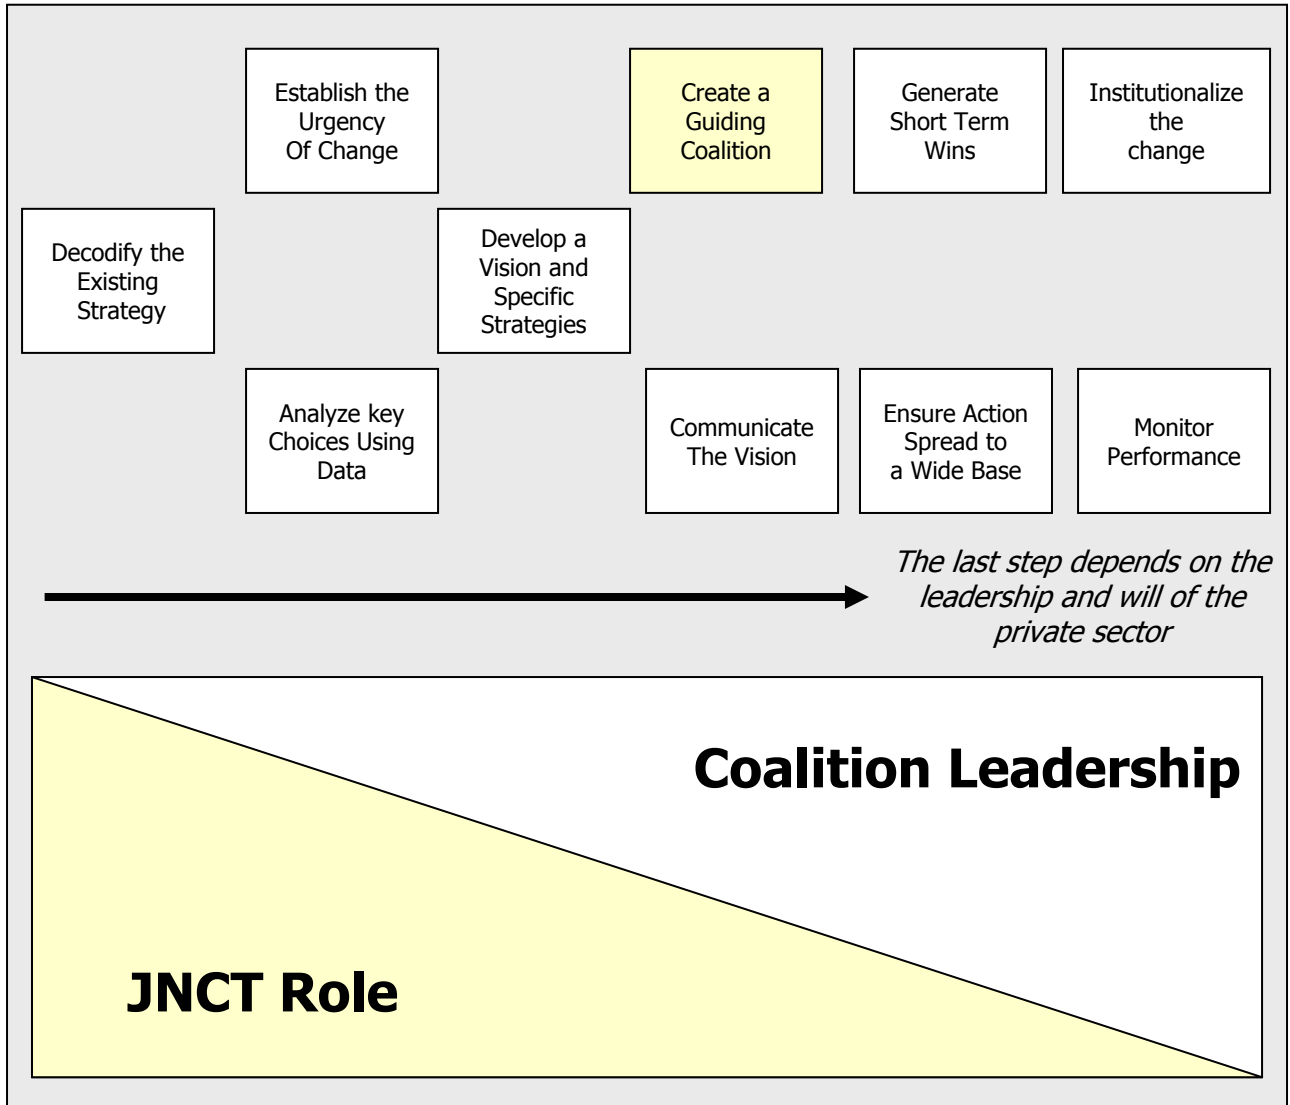 Establish the
Urgency
Of Change
Create a
Guiding
Coalition
Generate
Short Term
Wins
Institutionalize
the
change
Decodify the
Existing
Strategy
Develop a
Vision and
Specific
Strategies
Analyze key
Choices Using
Data
Communicate
The Vision
Ensure Action
Spread to
a Wide Base
Monitor
Performance
The last step depends on the
leadership and will of the
private sector
Coalition Leadership
JNCT Role